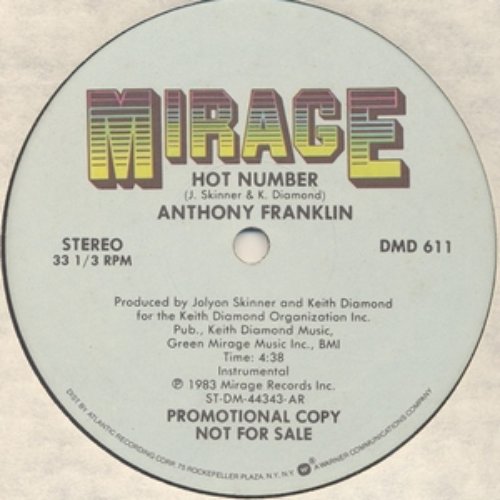 MIRAGE
HOT NUMBER
(J. Skinner & K. Diamond)
ANTHONY FRANKLIN
STEREO
33 1/3 RPM
DMD 611
Produced by Jolyon Skinner and Keith Diamond
for the Keith Diamond Organization Inc.
Pub., Keith Diamond Music,
Green Mirage Music Inc., BMI
Time: 4:38
Instrumental
℗ 1983 Mirage Records Inc.
ST-DM-44343-AR
PROMOTIONAL COPY
NOT FOR SALE
DIST. BY ATLANTIC RECORDING CORP. 75 ROCKEFELLER PLAZA, N.Y., N.Y. A WARNER COMMUNICATIONS COMPANY